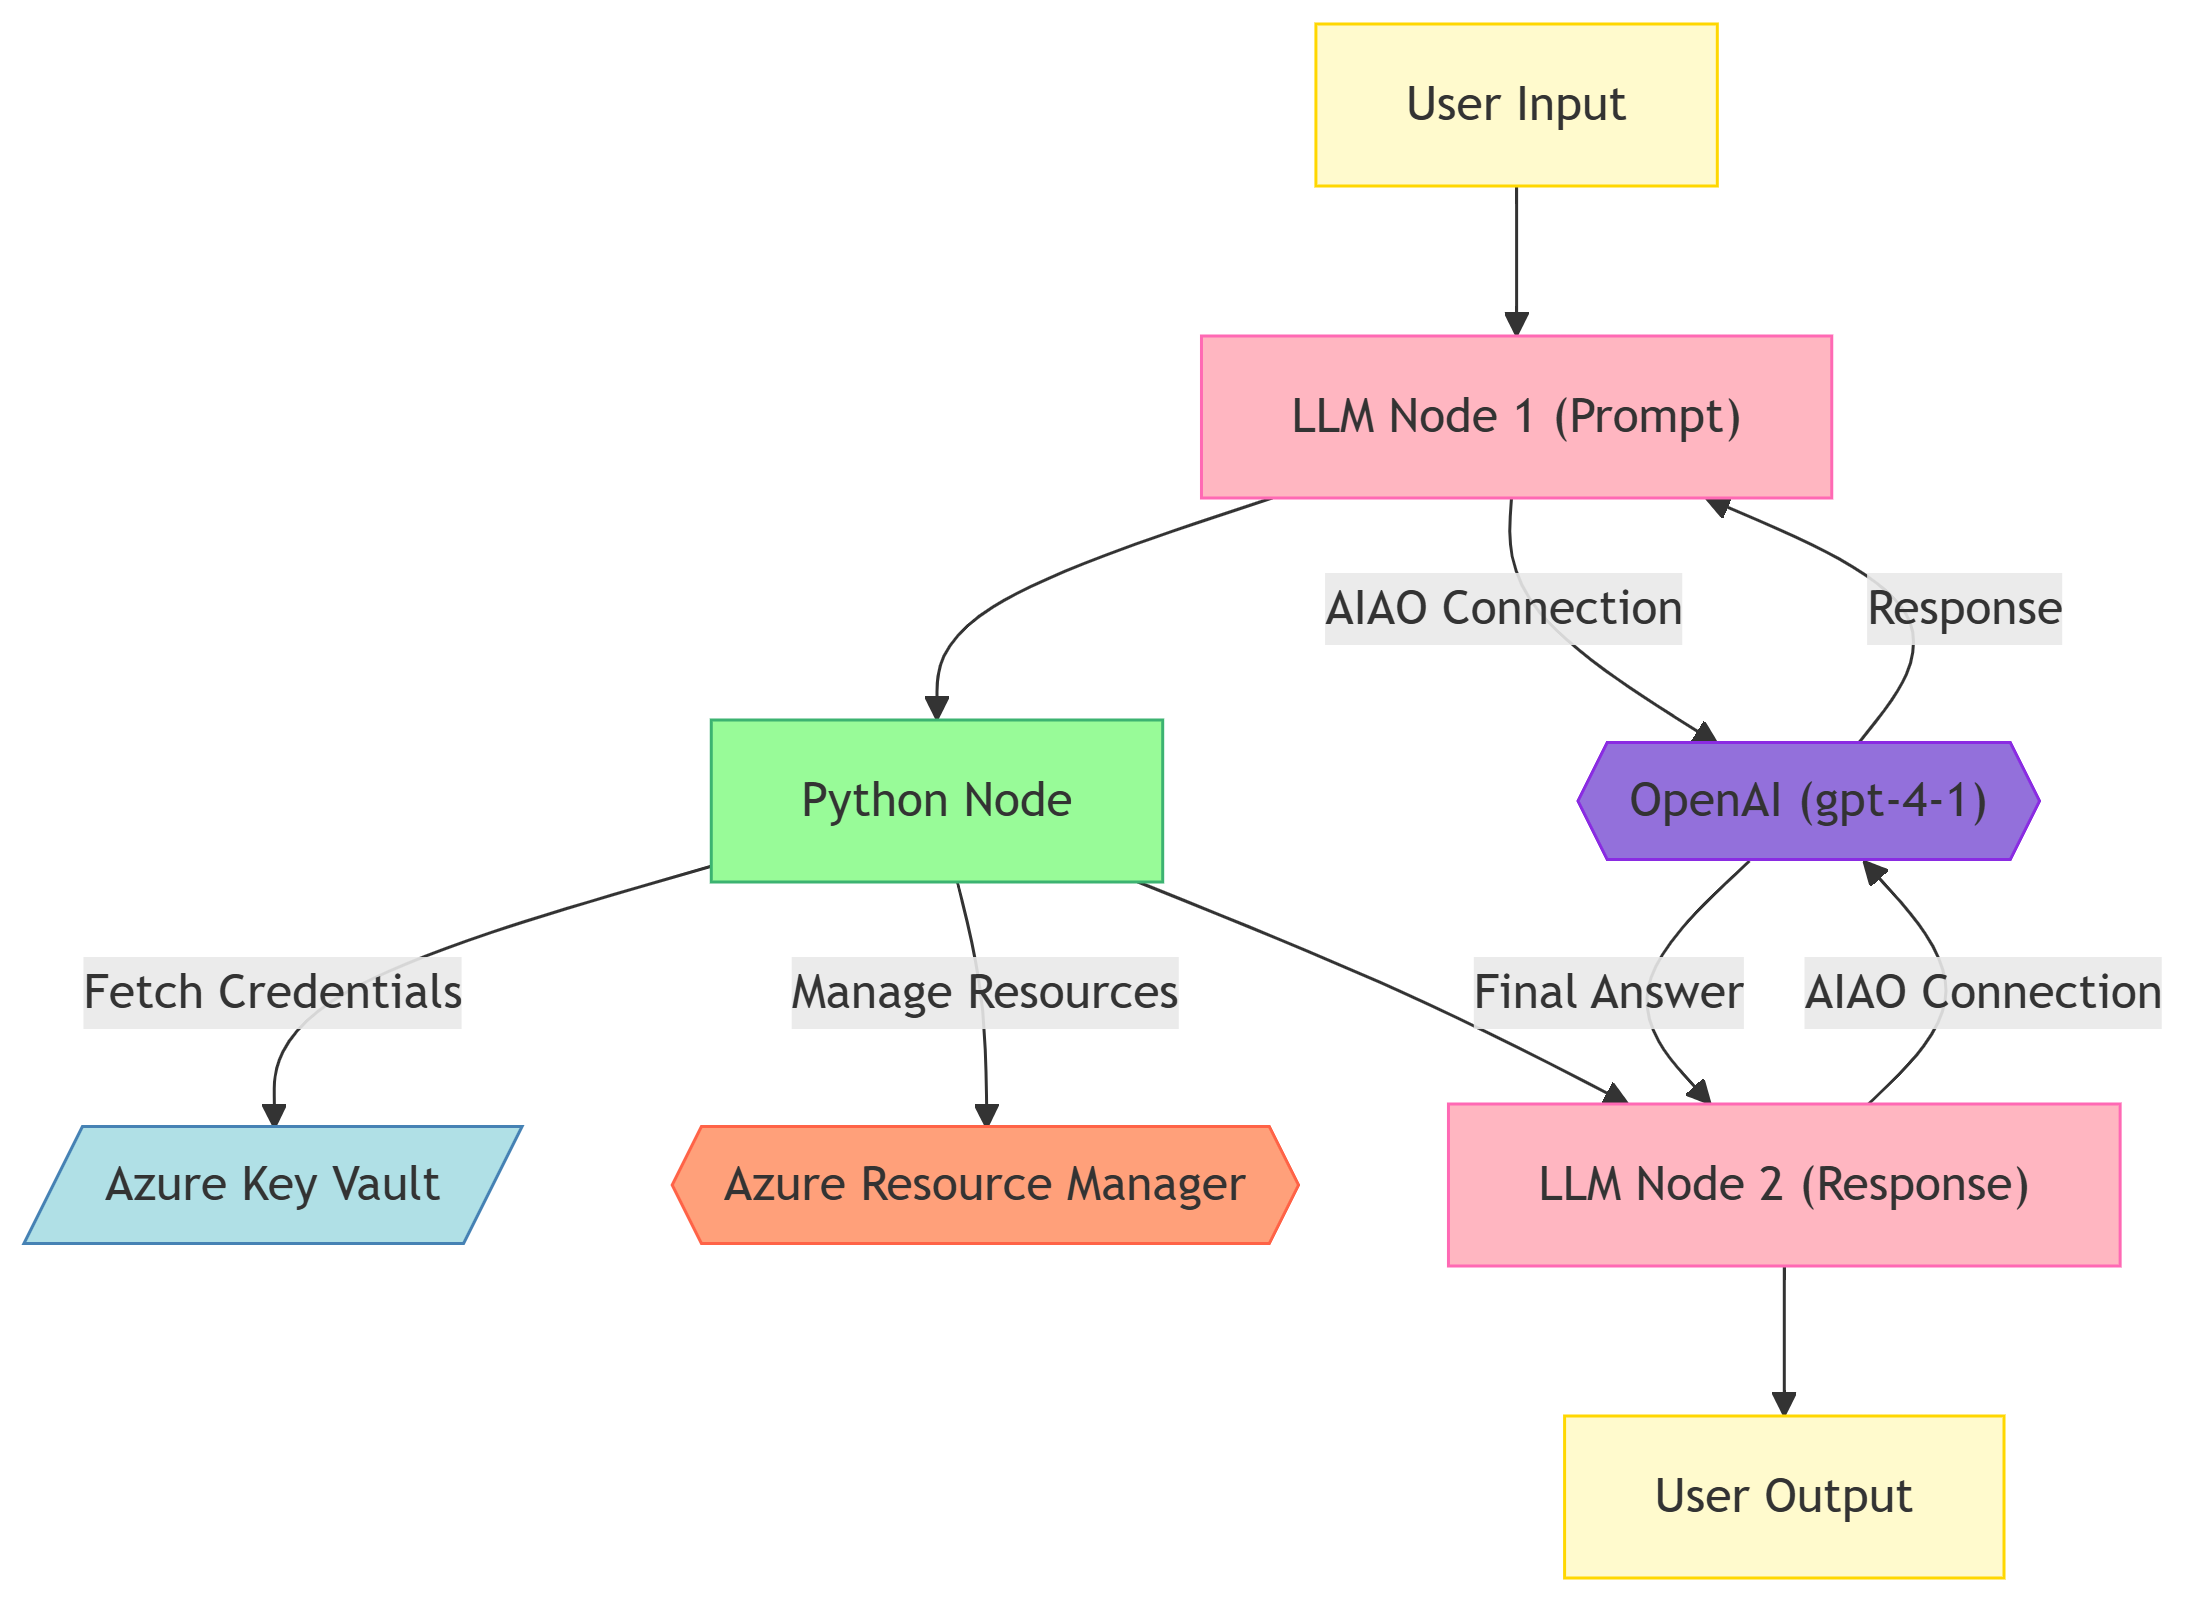 User Input
LLM Node 1 (Prompt)
AIAO Connection
Response
Python Node
OpenAI (gpt-4-1)
Fetch Credentials
Manage Resources
Final Answer
AIAO Connection
Azure Key Vault
Azure Resource Manager
LLM Node 2 (Response)
User Output